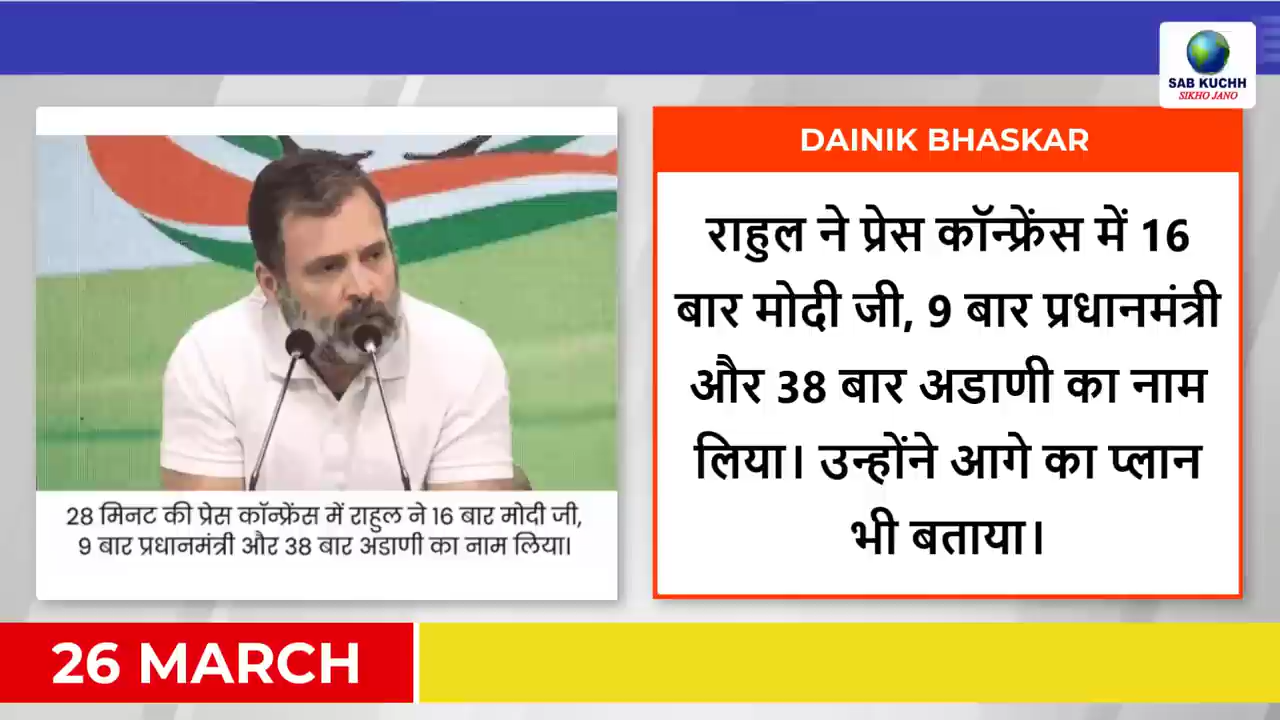 SAB KUCHH
SIKHO JANO
DAINIK BHASKAR
राहुल ने प्रेस कॉन्फ्रेंस में 16
बार मोदी जी, 9 बार प्रधानमंत्री
और 38 बार अडाणी का नाम
लिया। उन्होंने आगे का प्लान
भी बताया।
28 मिनट की प्रेस कॉन्फ्रेंस में राहुल ने 16 बार मोदी जी,
9 बार प्रधानमंत्री और 38 बार अडाणी का नाम लिया।
26 MARCH